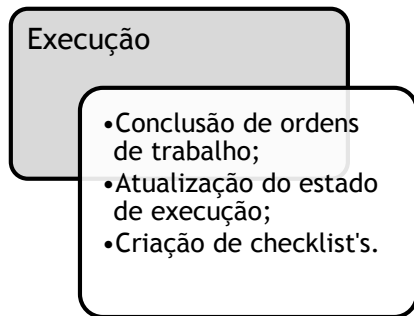 Execução
•Conclusão de ordens
de trabalho;
•Atualização do estado
de execução;
•Criação de checklist's.